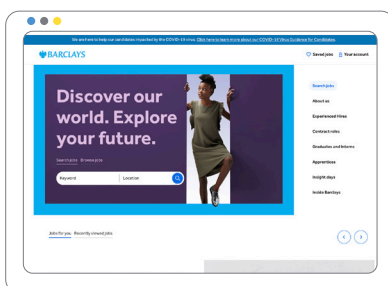 We are here to help our candidates impacted by the COVID-19 virus. Click here to learn more about our COVID-19 Virus Guidance for Candidates.
BARCLAYS
Saved jobs Your account
Discover our
world. Explore
your future.
Search jobs Browse jobs
Keyword Location
Search jobs
About us
Experienced Hires
Contract roles
Graduates and Interns
Apprentices
Insight days
Inside Barclays
Jobs for you Recently viewed jobs